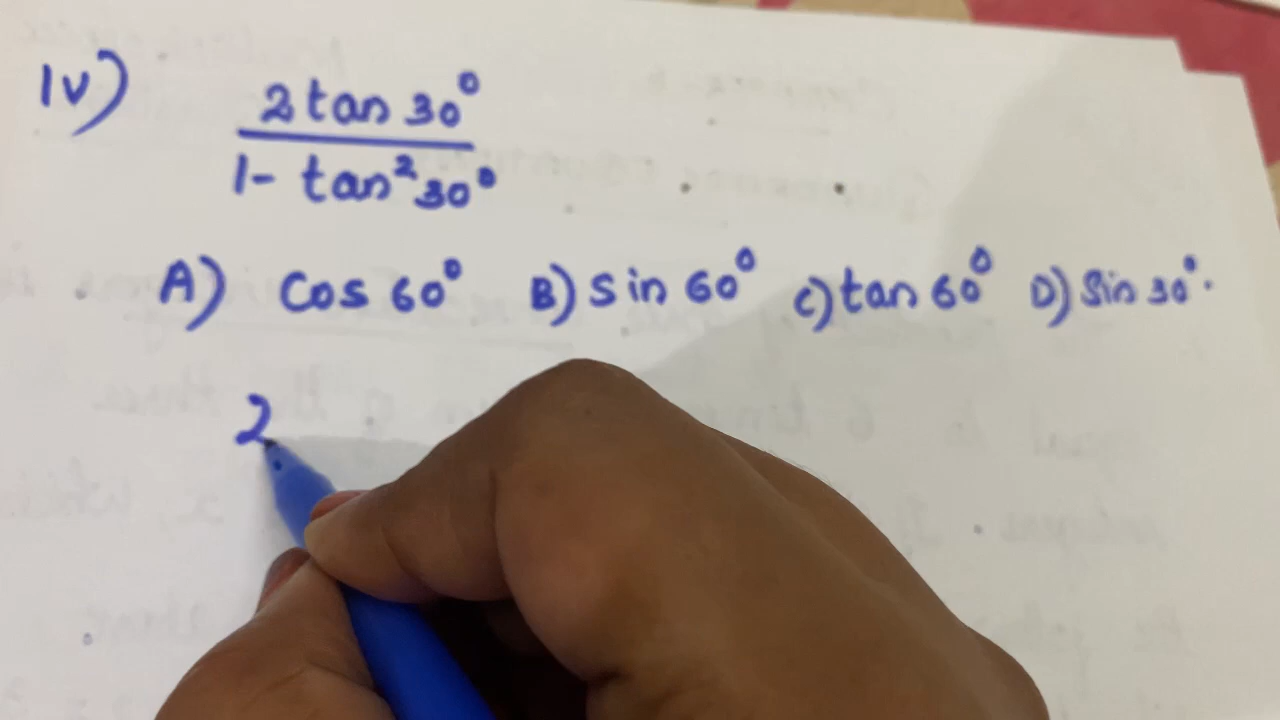 iv) 2 tan 30°
1 - tan² 30°
A) Cos 60° B) Sin 60° C) tan 60° D) Sin 30°.
2